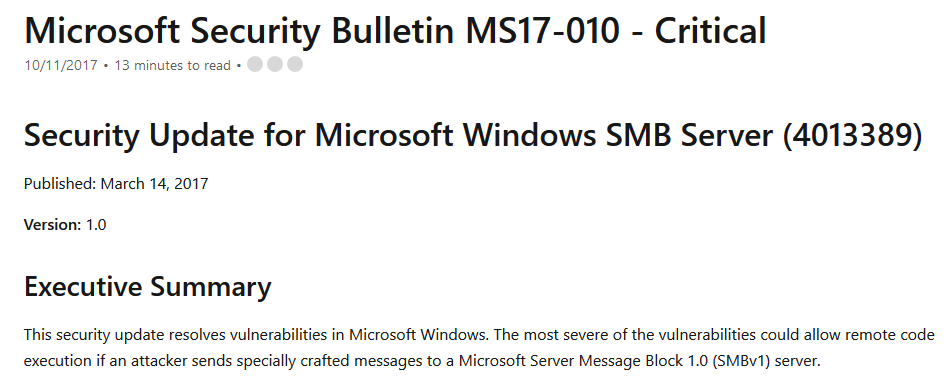 Microsoft Security Bulletin MS17-010 - Critical
10/11/2017 • 13 minutes to read •
Security Update for Microsoft Windows SMB Server (4013389)
Published: March 14, 2017
Version: 1.0
Executive Summary
This security update resolves vulnerabilities in Microsoft Windows. The most severe of the vulnerabilities could allow remote code
execution if an attacker sends specially crafted messages to a Microsoft Server Message Block 1.0 (SMBv1) server.